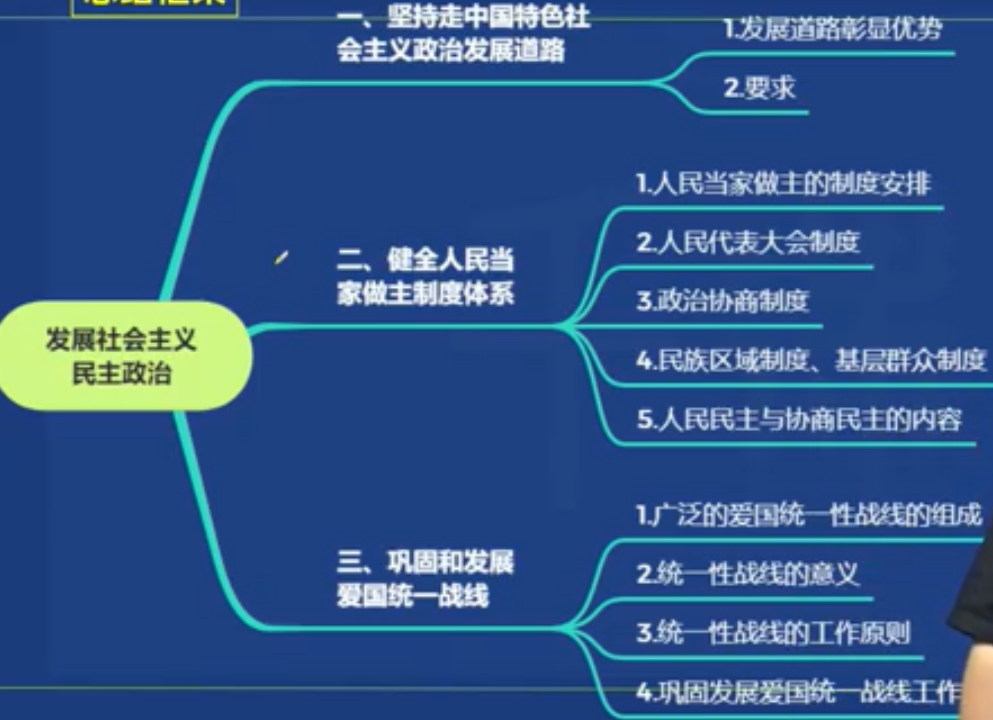 思路框架
一、坚持走中国特色社
会主义政治发展道路
1.发展道路彰显优势
2.要求
二、健全人民当
家做主制度体系
1.人民当家做主的制度安排
2.人民代表大会制度
3.政治协商制度
4.民族区域制度、基层群众制度
5.人民民主与协商民主的内容
发展社会主义
民主政治
三、巩固和发展
爱国统一战线
1.广泛的爱国统一性战线的组成
2.统一性战线的意义
3.统一性战线的工作原则
4.巩固发展爱国统一战线工作